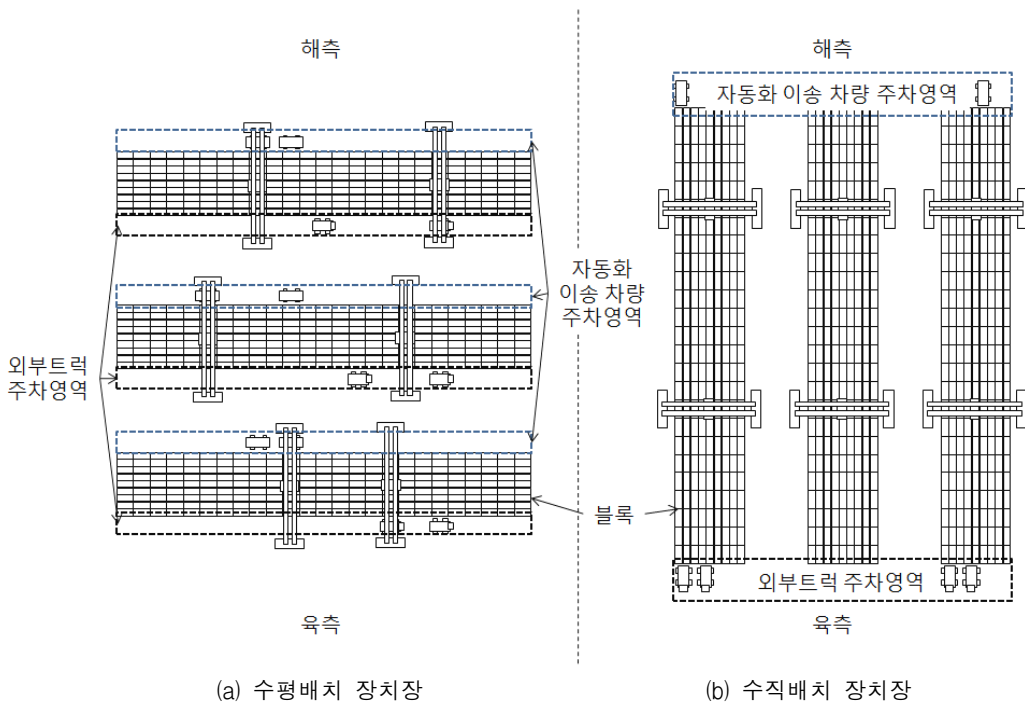 해측
자동화
이송 차량
주차영역
외부트럭
주차영역
육측
(a) 수평배치 장치장
해측
자동화 이송 차량 주차영역
블록
외부트럭 주차영역
육측
(b) 수직배치 장치장